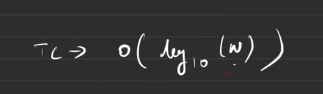 TC → O(log₁₀(N))